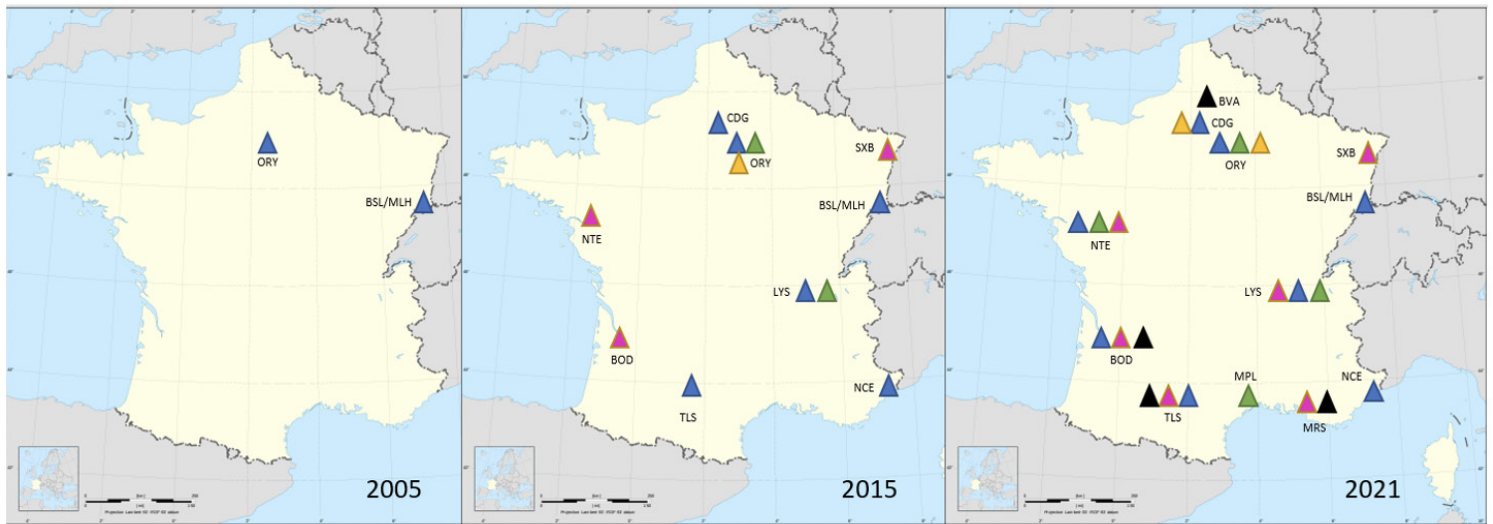 ORY
BSL/MLH
2005
CDG
ORY
SXB
BSL/MLH
NTE
LYS
BOD
NCE
TLS
2015
BVA
CDG
ORY
SXB
BSL/MLH
NTE
LYS
BOD
MPL
NCE
TLS
MRS
2021